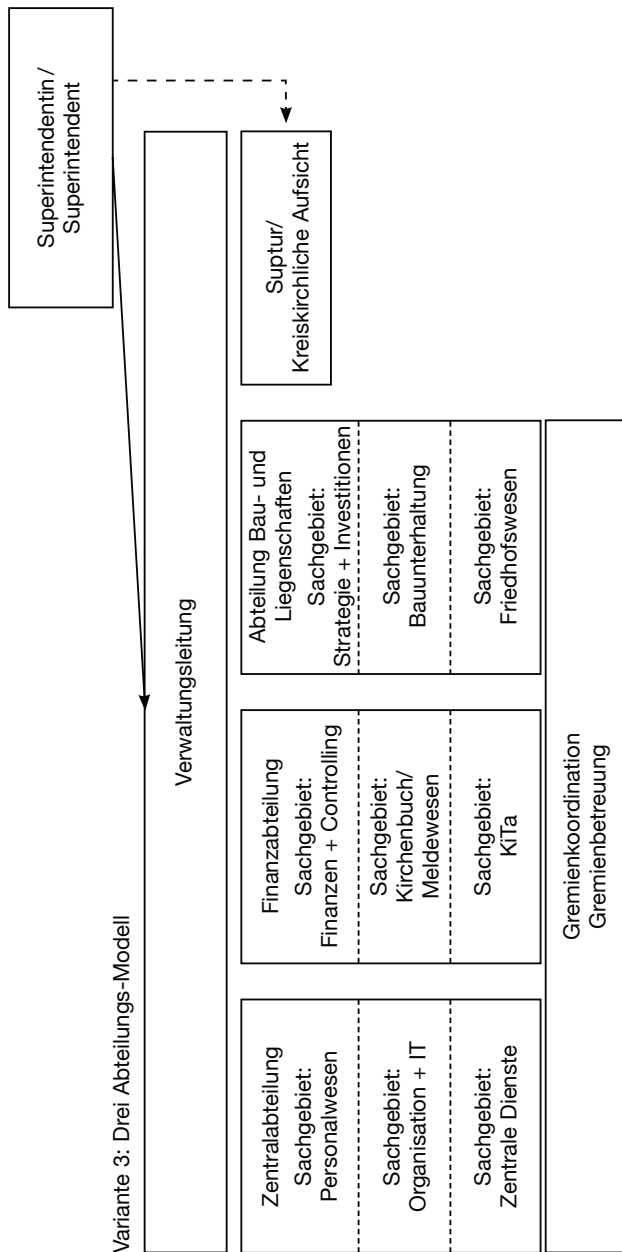 Variante 3: Drei Abteilungs-Modell
Superintendentin/
Superintendent
Verwaltungsleitung
Zentralabteilung
Sachgebiet:
Personalwesen
Sachgebiet:
Organisation + IT
Sachgebiet:
Zentrale Dienste
Finanzabteilung
Sachgebiet:
Finanzen + Controlling
Sachgebiet:
Kirchenbuch/
Meldewesen
Sachgebiet:
KiTa
Abteilung Bau- und
Liegenschaften
Sachgebiet:
Strategie + Investitionen
Sachgebiet:
Bauunterhaltung
Sachgebiet:
Friedhofswesen
Suptur/
Kreiskirchliche Aufsicht
Gremienkoordination
Gremienbetreuung